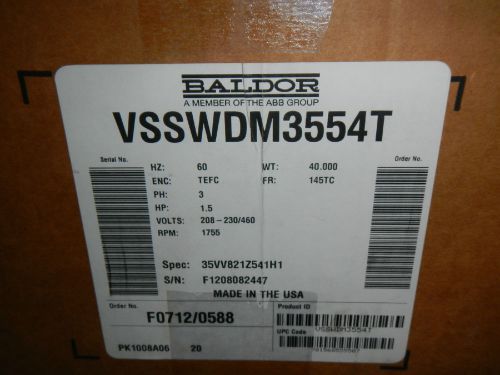 BALDOR
A MEMBER OF THE ABB GROUP
VSSWDM3554T
Serial No.
Order No.
HZ: 60 WT: 40.000
ENC: TEFC FR: 145TC
PH: 3
HP: 1.5
VOLTS: 208-230/460
RPM: 1755
Spec: 35VV821Z541H1
S/N: F1208082447
MADE IN THE USA
Order No.
F0712/0588
Product ID
VSSWDM3554T
UPC Code
PK1008A06 20